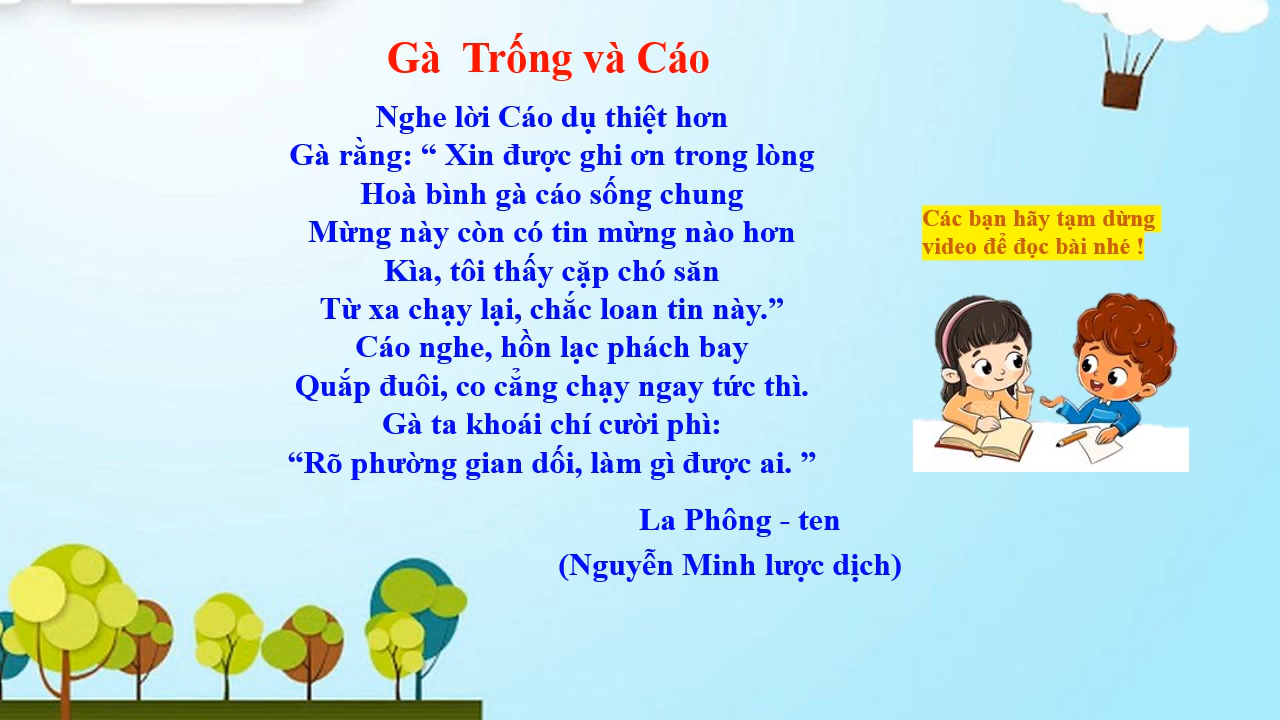 Gà Trống và Cáo
Nghe lời Cáo dụ thiệt hơn
Gà rằng: “ Xin được ghi ơn trong lòng
Hoà bình gà cáo sống chung
Mừng này còn có tin mừng nào hơn
Kìa, tôi thấy cặp chó săn
Từ xa chạy lại, chắc loan tin này.”
Cáo nghe, hồn lạc phách bay
Quắp đuôi, co cẳng chạy ngay tức thì.
Gà ta khoái chí cười phì:
“Rõ phường gian dối, làm gì được ai. ”
La Phông - ten
(Nguyễn Minh lược dịch)
Các bạn hãy tạm dừng
video để đọc bài nhé !